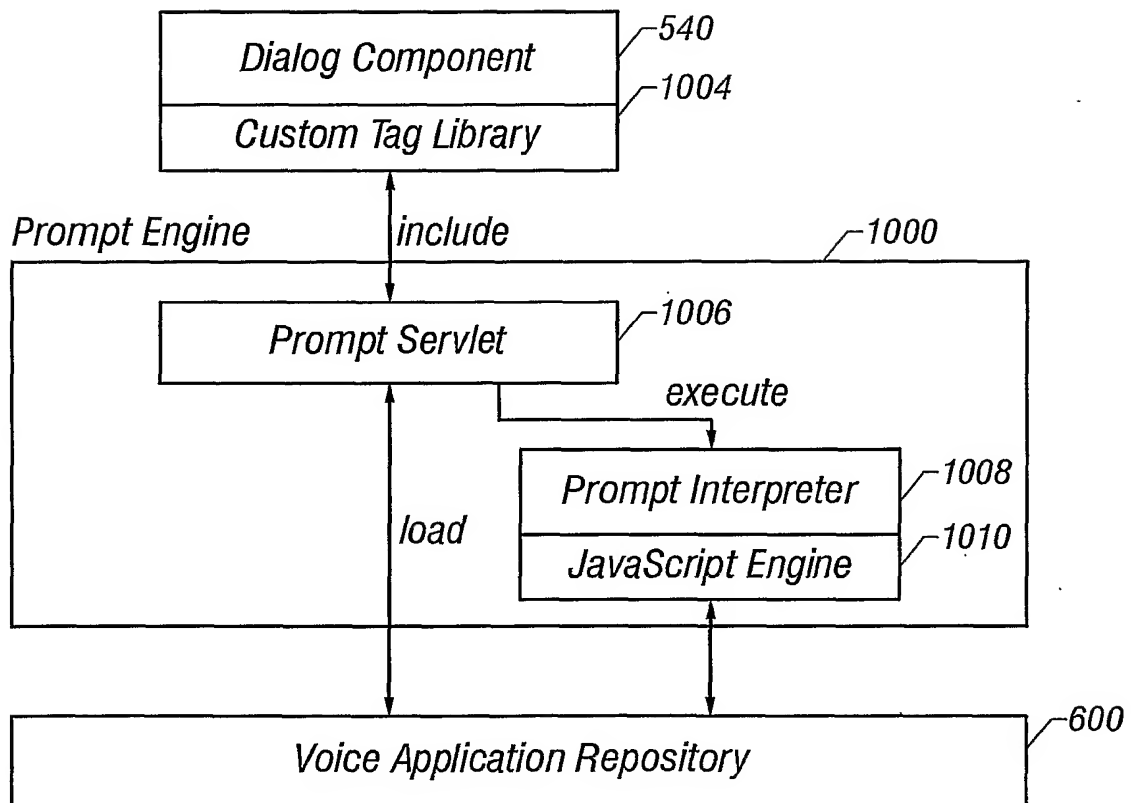 540
Dialog Component
1004
Custom Tag Library
Prompt Engine
include
1000
1006
Prompt Servlet
execute
1008
Prompt Interpreter
load
1010
JavaScript Engine
600
Voice Application Repository